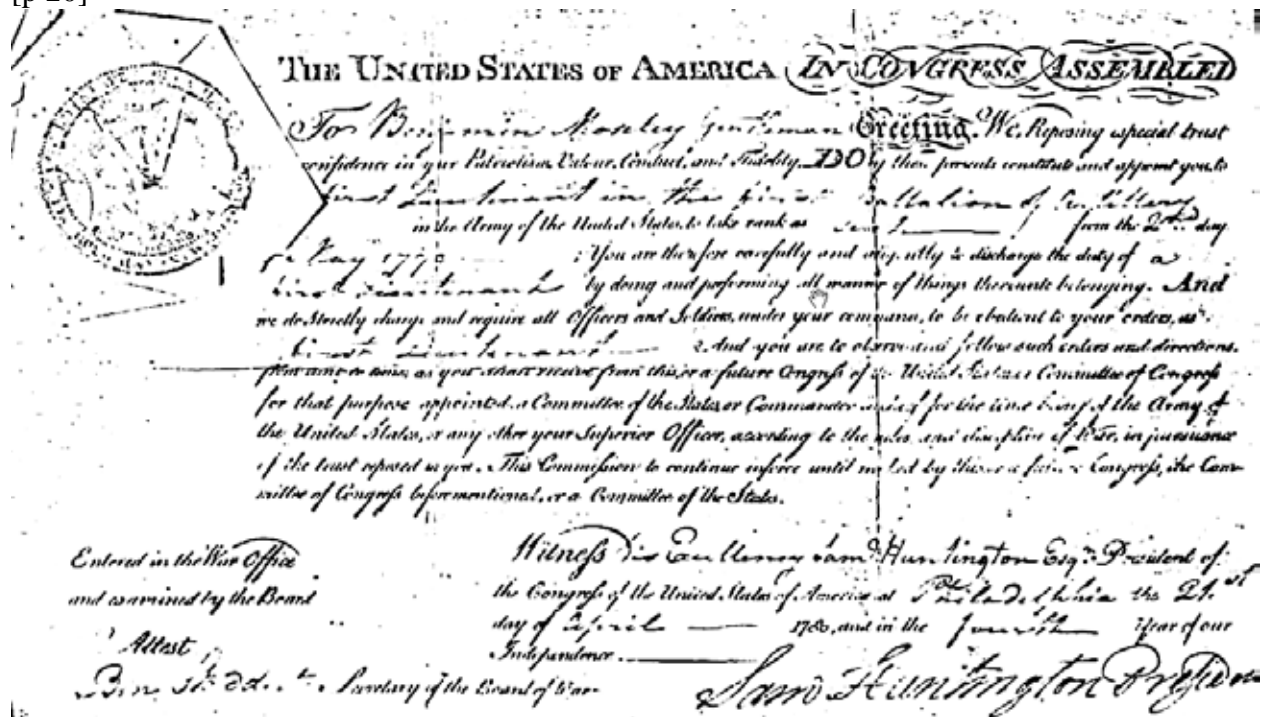 [p 20]
THE UNITED STATES OF AMERICA IN CONGRESS ASSEMBLED
To Benjamin Moseley Gentleman Greeting. We, Reposing especial trust
confidence in your Patriotism, Valour, Conduct, and Fidelity, DO by these presents constitute and appoint you to
first Lieutenant in the first Battalion of Artillery
in the Army of the United States, to take rank as such from the 2nd day
of May 177
You are therefore carefully and diligently to discharge the duty of a
first Lieutenant by doing and performing all manner of things thereunto belonging. And
we do Strictly charge and require all Officers and Soldiers, under your command, to be obedient to your orders, as
first Lieutenant And you are to observe and follow such orders and directions,
from time to time, as you shall receive from this, or a future Congress of the United States or Committee of Congress
for that purpose appointed, a Committee of the States, or Commander in Chief for the time being of the Army of
the United States, or any other your Superior Officer, according to the rules and discipline of War, in pursuance
of the trust reposed in you. This Commission to continue in force until revoked by this, or a future Congress, the Com-
mittee of Congress before mentioned, or a Committee of the States.
Witness His Excellency Saml. Huntington Esqr. President of
Entered in the War Office
the Congress of the United States of America at Philadelphia the 21st
and examined by the Board
day of April 1780, and in the fourth Year of our
Attest
Independence.
Secretary of the Board of War
Saml Huntington Presiden